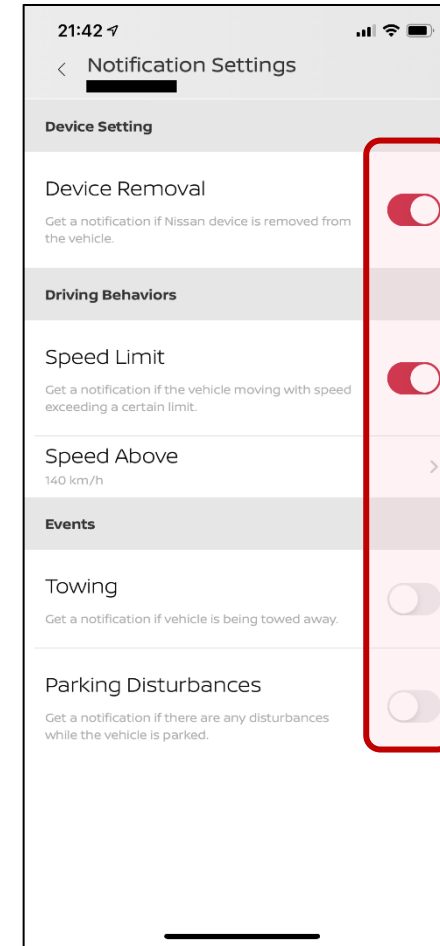 21:42
Notification Settings
Device Setting
Device Removal
Get a notification if Nissan device is removed from
the vehicle.
Driving Behaviors
Speed Limit
Get a notification if the vehicle moving with speed
exceeding a certain limit.
Speed Above
140 km/h
Events
Towing
Get a notification if vehicle is being towed away.
Parking Disturbances
Get a notification if there are any disturbances
while the vehicle is parked.